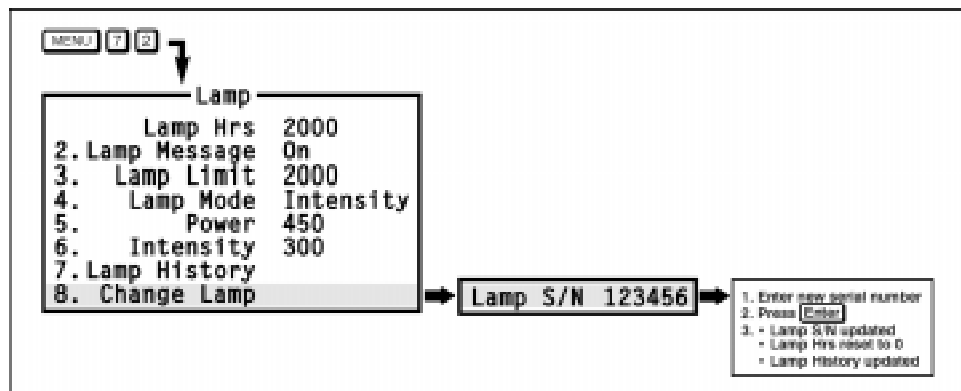 MENU 7 2
Lamp
Lamp Hrs 2000
2. Lamp Message On
3. Lamp Limit 2000
4. Lamp Mode Intensity
5. Power 450
6. Intensity 300
7. Lamp History
8. Change Lamp
Lamp S/N 123456
1. Enter new serial number
2. Press Enter
3. • Lamp S/N updated
• Lamp Hrs reset to 0
• Lamp History updated